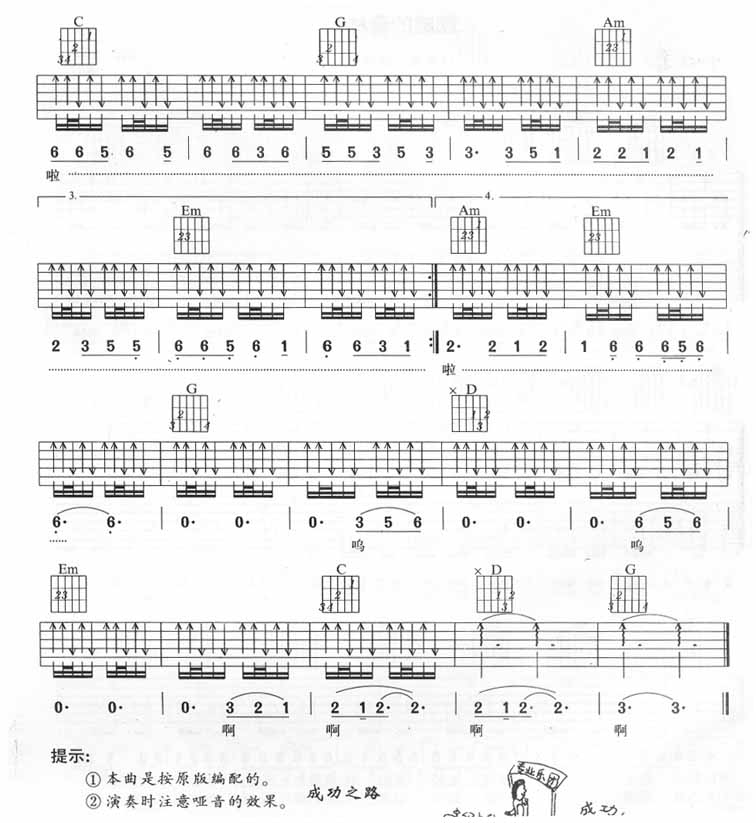 C G Am
6 6 5 6 5 | 6 6 3 6 | 5 5 3 5 3 | 3· 3 5 1 | 2 2 1 2 1 |
啦
3. 4.
Em Am Em
2 3 5 5 | 6 6 5 6 1 | 6 6 3 1 :| 2· 2 1 2 | 1 6 6 5 6 |
啦
G × D
6· 6· | 0· 0· | 0· 3 5 6 | 0· 0· | 0· 6 5 6 |
呜 呜
Em C × D G
0· 0· | 0· 3 2 1 | 2 1 2· 2· | 2 1 2· 2· | 3· 3· ‖
啊 啊 啊 啊
提示:
①本曲是按原版编配的。
②演奏时注意哑音的效果。
成功之路
成功,